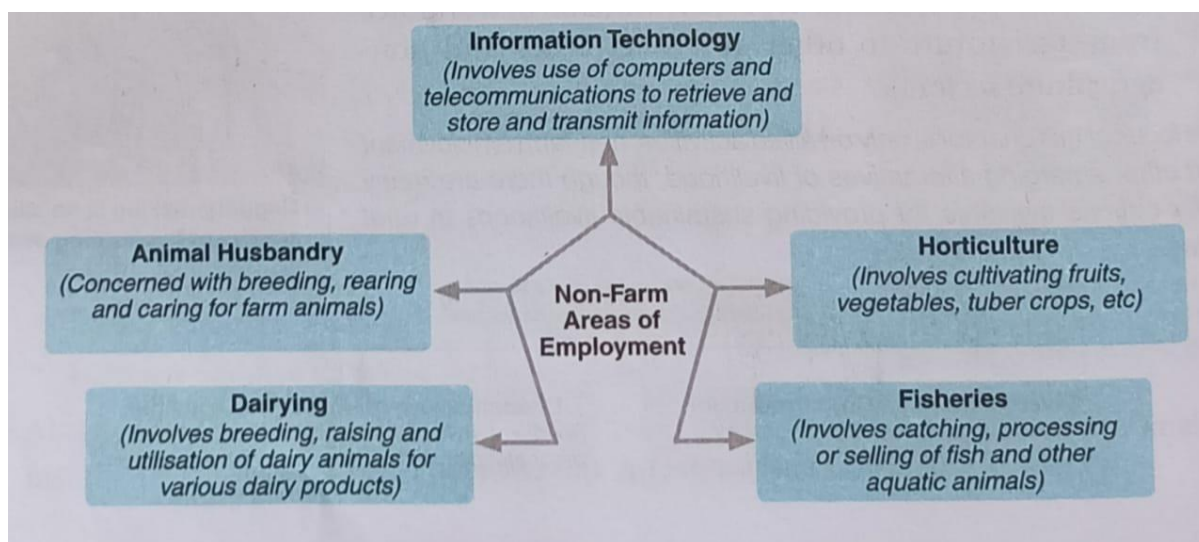 Information Technology
(Involves use of computers and
telecommunications to retrieve and
store and transmit information)
Animal Husbandry
(Concerned with breeding, rearing
and caring for farm animals)
Horticulture
(Involves cultivating fruits,
vegetables, tuber crops, etc)
Non-Farm
Areas of
Employment
Dairying
(Involves breeding, raising and
utilisation of dairy animals for
various dairy products)
Fisheries
(Involves catching, processing
or selling of fish and other
aquatic animals)